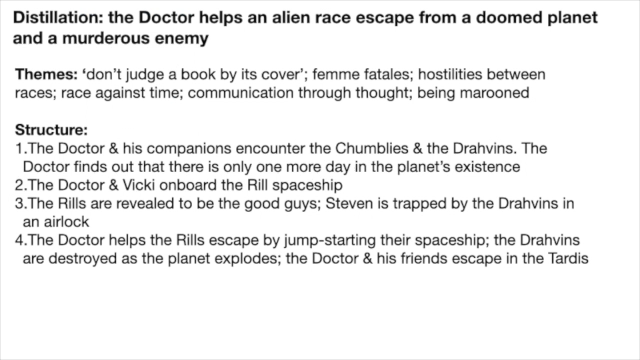 Distillation: the Doctor helps an alien race escape from a doomed planet
and a murderous enemy
Themes: ‘don’t judge a book by its cover’; femme fatales; hostilities between
races; race against time; communication through thought; being marooned
Structure:
1.The Doctor & his companions encounter the Chumblies & the Drahvins. The
Doctor finds out that there is only one more day in the planet’s existence
2.The Doctor & Vicki onboard the Rill spaceship
3.The Rills are revealed to be the good guys; Steven is trapped by the Drahvins in
an airlock
4.The Doctor helps the Rills escape by jump-starting their spaceship; the Drahvins
are destroyed as the planet explodes; the Doctor & his friends escape in the Tardis